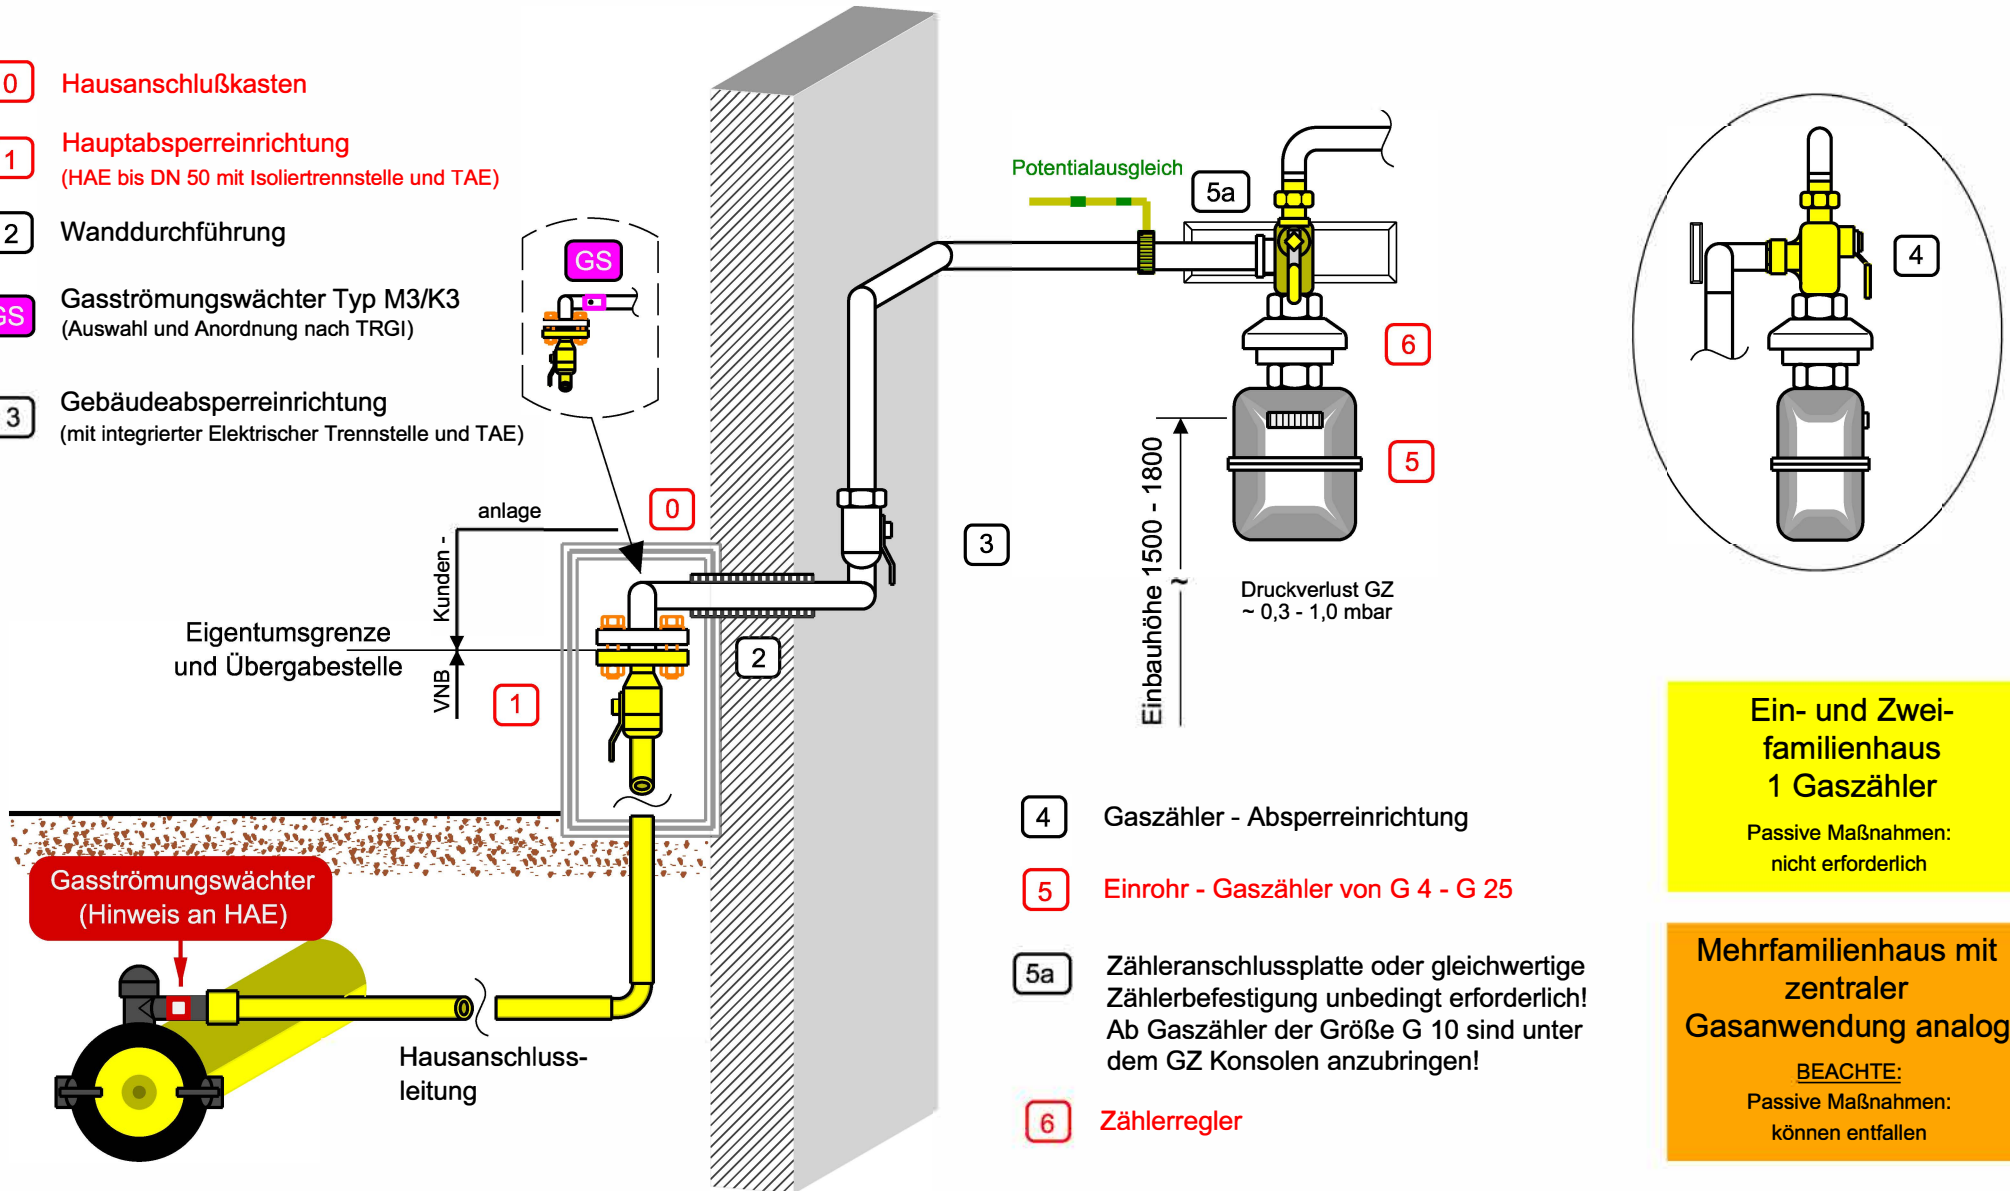 0 Hausanschlußkasten
1 Hauptabsperreinrichtung
(HAE bis DN 50 mit Isoliertrennstelle und TAE)
2 Wanddurchführung
GS Gasströmungswächter Typ M3/K3
(Auswahl und Anordnung nach TRGI)
3 Gebäudeabsperreinrichtung
(mit integrierter Elektrischer Trennstelle und TAE)
GS
0
anlage
Kunden -
Eigentumsgrenze
und Übergabestelle
VNB
1
2
3
Gasströmungswächter
(Hinweis an HAE)
Hausanschluss-
leitung
Potentialausgleich
5a
6
5
4
Einbauhöhe 1500 - 1800
~
Druckverlust GZ
~ 0,3 - 1,0 mbar
4 Gaszähler - Absperreinrichtung
5 Einrohr - Gaszähler von G 4 - G 25
5a Zähleranschlussplatte oder gleichwertige
Zählerbefestigung unbedingt erforderlich!
Ab Gaszähler der Größe G 10 sind unter
dem GZ Konsolen anzubringen!
6 Zählerregler
Ein- und Zwei-
familienhaus
1 Gaszähler
Passive Maßnahmen:
nicht erforderlich
Mehrfamilienhaus mit
zentraler
Gasanwendung analog
BEACHTE:
Passive Maßnahmen:
können entfallen